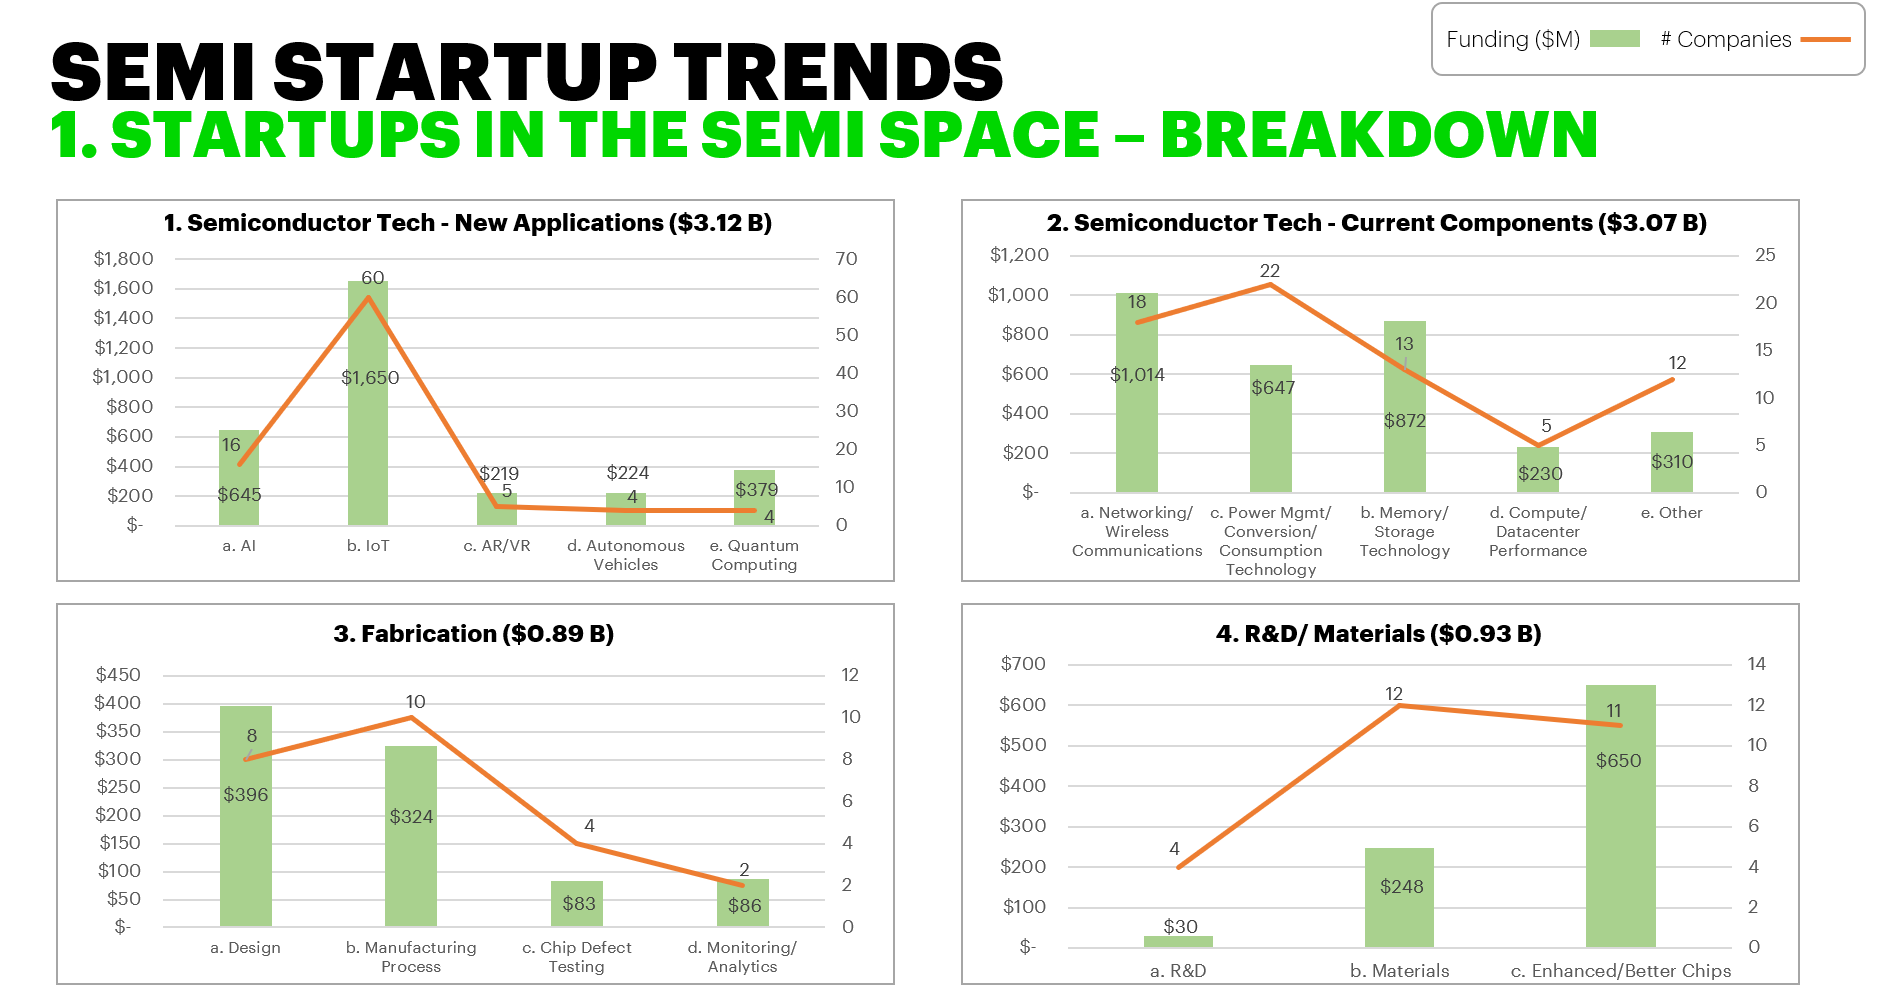 Funding ($M)
# Companies
SEMI STARTUP TRENDS
1. STARTUPS IN THE SEMI SPACE – BREAKDOWN
1. Semiconductor Tech - New Applications ($3.12 B)
$1,800
$1,600
$1,400
$1,200
$1,000
$800
$600
$400
$200
$-
70
60
50
40
30
20
10
0
16
60
5
4
4
$645
$1,650
$219
$224
$379
a. AI
b. IoT
c. AR/VR
d. Autonomous
Vehicles
e. Quantum
Computing
2. Semiconductor Tech - Current Components ($3.07 B)
$1,200
$1,000
$800
$600
$400
$200
$-
25
20
15
10
5
0
18
22
13
5
12
$1,014
$647
$872
$230
$310
a. Networking/
Wireless
Communications
c. Power Mgmt/
Conversion/
Consumption
Technology
b. Memory/
Storage
Technology
d. Compute/
Datacenter
Performance
e. Other
3. Fabrication ($0.89 B)
$450
$400
$350
$300
$250
$200
$150
$100
$50
$-
12
10
8
6
4
2
0
8
10
4
2
$396
$324
$83
$86
a. Design
b. Manufacturing
Process
c. Chip Defect
Testing
d. Monitoring/
Analytics
4. R&D/ Materials ($0.93 B)
$700
$600
$500
$400
$300
$200
$100
$-
14
12
10
8
6
4
2
0
4
12
11
$30
$248
$650
a. R&D
b. Materials
c. Enhanced/Better Chips